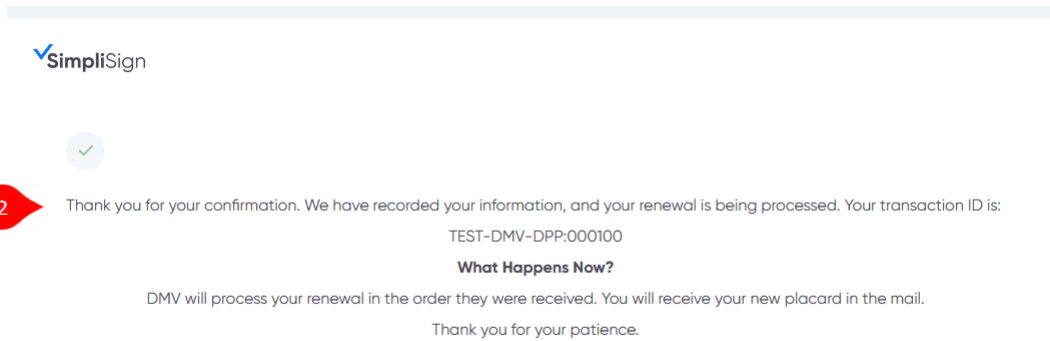 SimpliSign
2
Thank you for your confirmation. We have recorded your information, and your renewal is being processed. Your transaction ID is:
TEST-DMV-DPP:000100
What Happens Now?
DMV will process your renewal in the order they were received. You will receive your new placard in the mail.
Thank you for your patience.